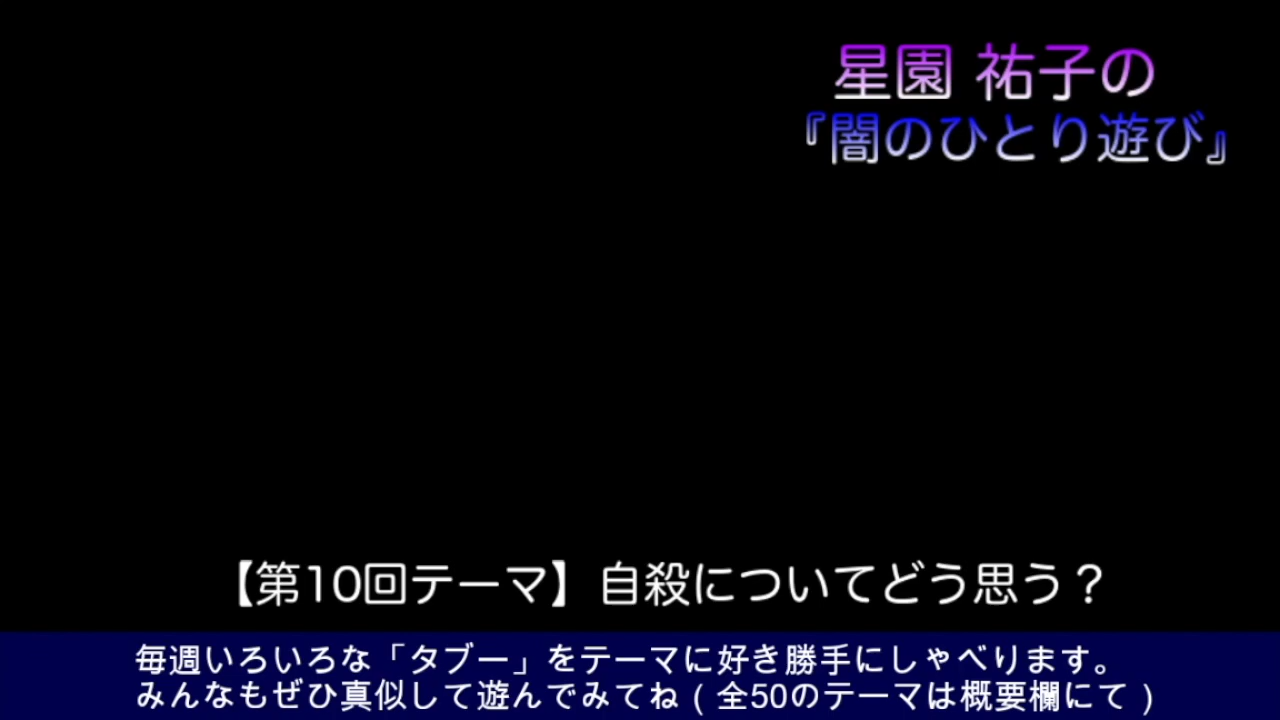 星園 祐子の
『闇のひとり遊び』
【第10回テーマ】自殺についてどう思う？
毎週いろいろな「タブー」をテーマに好き勝手にしゃべります。
みんなもぜひ真似して遊んでみてね（全50のテーマは概要欄にて）